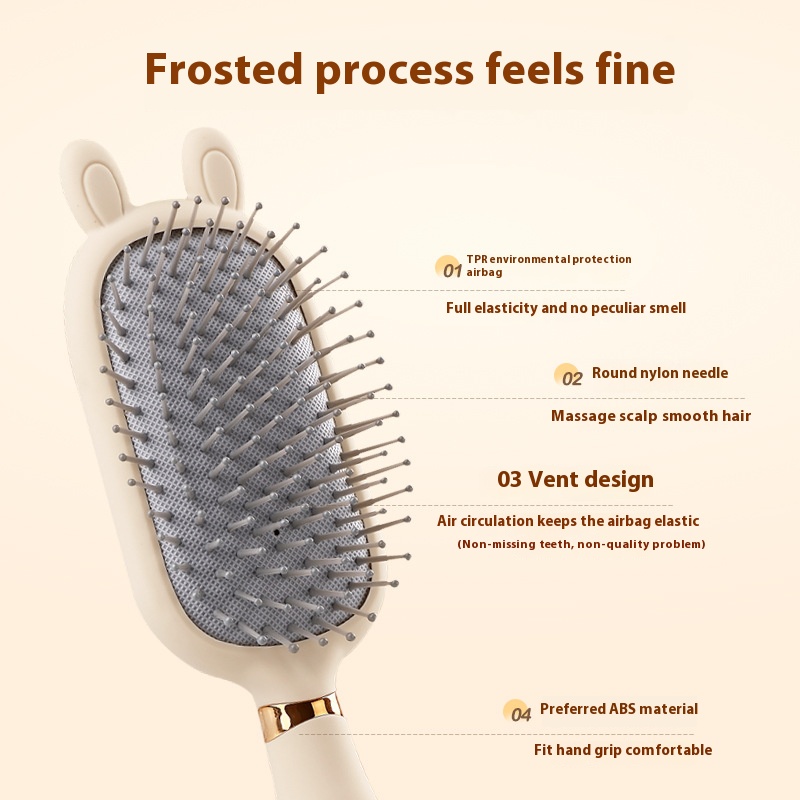 Frosted process feels fine
01 TPR environmental protection
airbag
Full elasticity and no peculiar smell
02 Round nylon needle
Massage scalp smooth hair
03 Vent design
Air circulation keeps the airbag elastic
(Non-missing teeth, non-quality problem)
04 Preferred ABS material
Fit hand grip comfortable